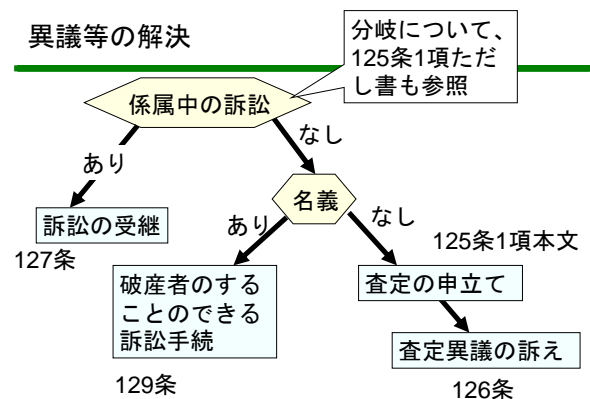 異議等の解決
分岐について、
125条1項ただ
し書も参照
係属中の訴訟
あり
なし
訴訟の受継
127条
名義
あり
なし
125条1項本文
破産者のする
ことのできる
訴訟手続
129条
査定の申立て
査定異議の訴え
126条